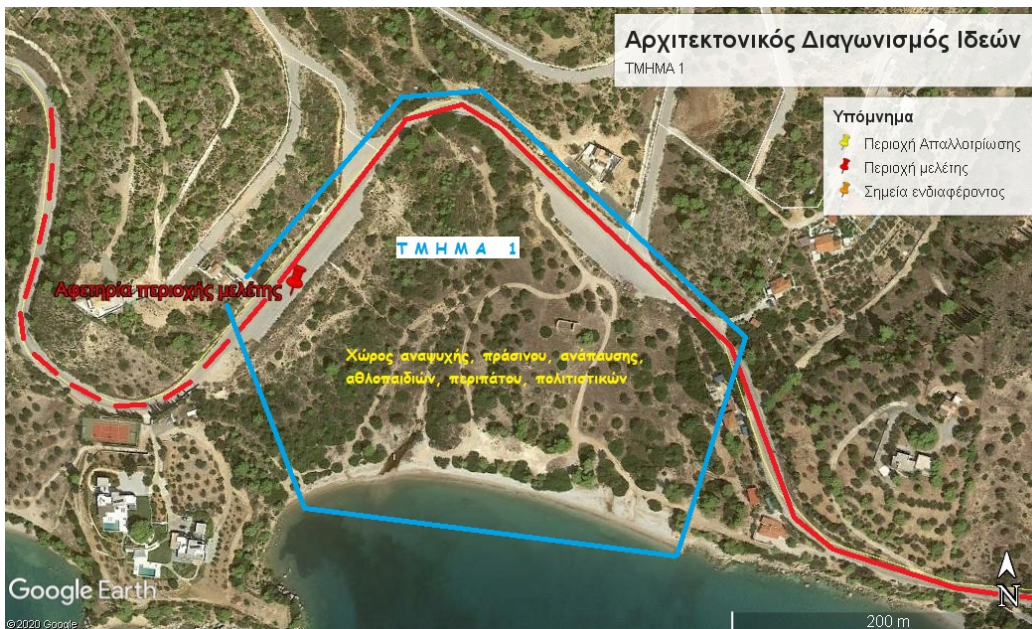 Αρχιτεκτονικός Διαγωνισμός Ιδεών
ΤΜΗΜΑ 1
Υπόμνημα
Περιοχή Απαλλοτρίωσης
Περιοχή μελέτης
Σημεία ενδιαφέροντος
ΤΜΗΜΑ 1
Αφετηρία περιοχής μελέτης
Χώρος αναψυχής, πράσινου, ανάπαυσης,
αθλοπαιδιών, περιπάτου, πολιτιστικών
Google Earth
©2020 Google
N
200 m